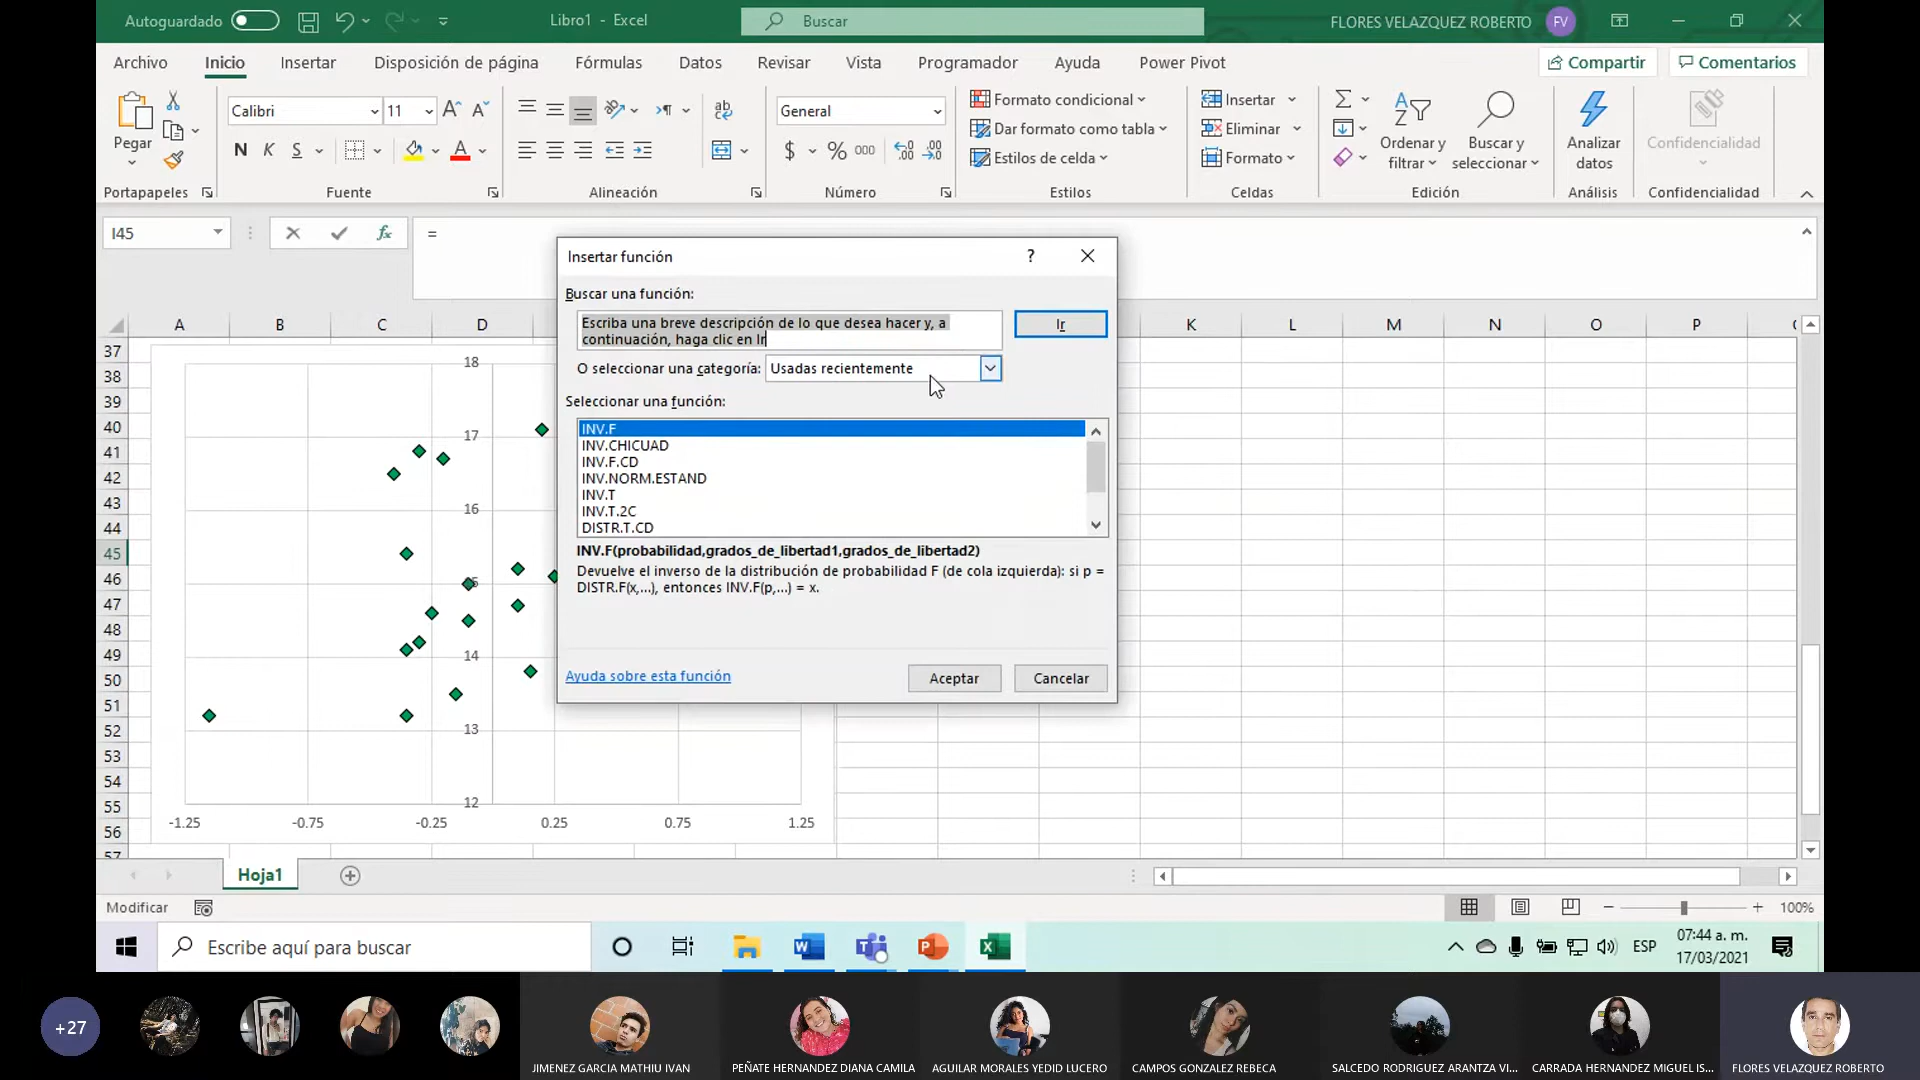 Autoguardado
Libro1 - Excel
Buscar
FLORES VELAZQUEZ ROBERTO
FV
Archivo
Inicio
Insertar
Disposición de página
Fórmulas
Datos
Revisar
Vista
Programador
Ayuda
Power Pivot
Compartir
Comentarios
Pegar
Portapapeles
Calibri
11
N K S
Fuente
Alineación
General
$ % 000
Número
Formato condicional
Dar formato como tabla
Estilos de celda
Estilos
Insertar
Eliminar
Formato
Celdas
Ordenar y filtrar
Buscar y seleccionar
Edición
Analizar datos
Análisis
Confidencialidad
Confidencialidad
I45
fx
=
Insertar función
?
Buscar una función:
Escriba una breve descripción de lo que desea hacer y, a
continuación, haga clic en Ir
Ir
O seleccionar una categoría: Usadas recientemente
Seleccionar una función:
INV.F
INV.CHICUAD
INV.F.CD
INV.NORM.ESTAND
INV.T
INV.T.2C
DISTR.T.CD
INV.F(probabilidad,grados_de_libertad1,grados_de_libertad2)
Devuelve el inverso de la distribución de probabilidad F (de cola izquierda): si p =
DISTR.F(x,...), entonces INV.F(p,...) = x.
Ayuda sobre esta función
Aceptar
Cancelar
A B C D K L M N O P
37
38
39
40
41
42
43
44
45
46
47
48
49
50
51
52
53
54
55
56
57
18
17
16
14
13
12
-1.25 -0.75 -0.25 0.25 0.75 1.25
Hoja1
Modificar
100%
Escribe aquí para buscar
ESP
07:44 a. m.
17/03/2021
+27
JIMENEZ GARCIA MATHIU IVAN
PEÑATE HERNANDEZ DIANA CAMILA
AGUILAR MORALES YEDID LUCERO
CAMPOS GONZALEZ REBECA
SALCEDO RODRIGUEZ ARANTZA VI...
CARRADA HERNANDEZ MIGUEL IS...
FLORES VELAZQUEZ ROBERTO